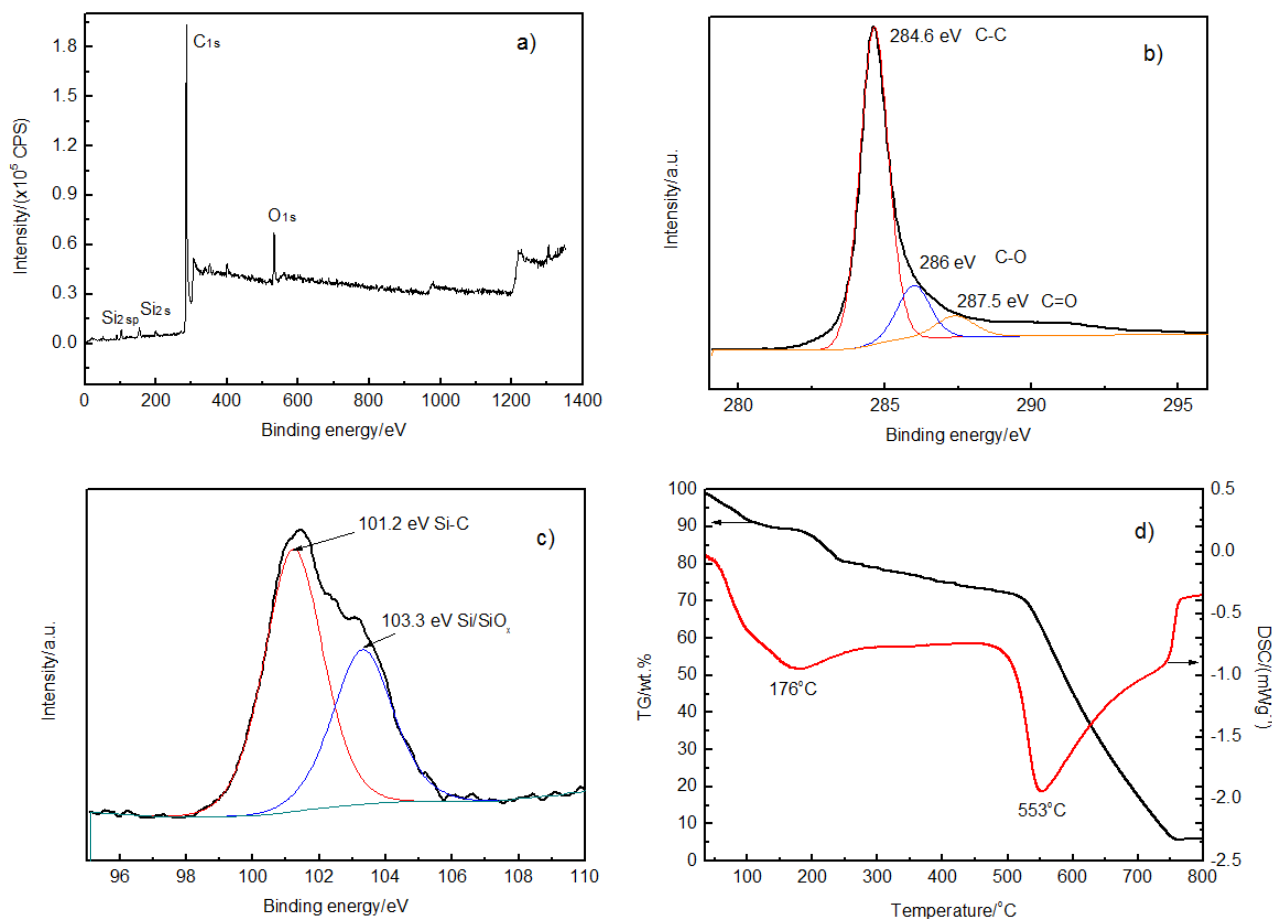 a)
C1s
O1s
Si2sp
Si2s
1.8
1.5
1.2
0.9
0.6
0.3
0.0
Intensity/(x10⁵ CPS)
0 200 400 600 800 1000 1200 1400
Binding energy/eV
b)
284.6 eV C-C
286 eV C-O
287.5 eV C=O
Intensity/a.u.
280 285 290 295
Binding energy/eV
c)
101.2 eV Si-C
103.3 eV Si/SiOx
Intensity/a.u.
96 98 100 102 104 106 108 110
Binding energy/eV
d)
100
90
80
70
60
50
40
30
20
10
0
TG/wt.%
176°C
553°C
0.5
0.0
-0.5
-1.0
-1.5
-2.0
-2.5
DSC/(mWg⁻¹)
100 200 300 400 500 600 700 800
Temperature/°C